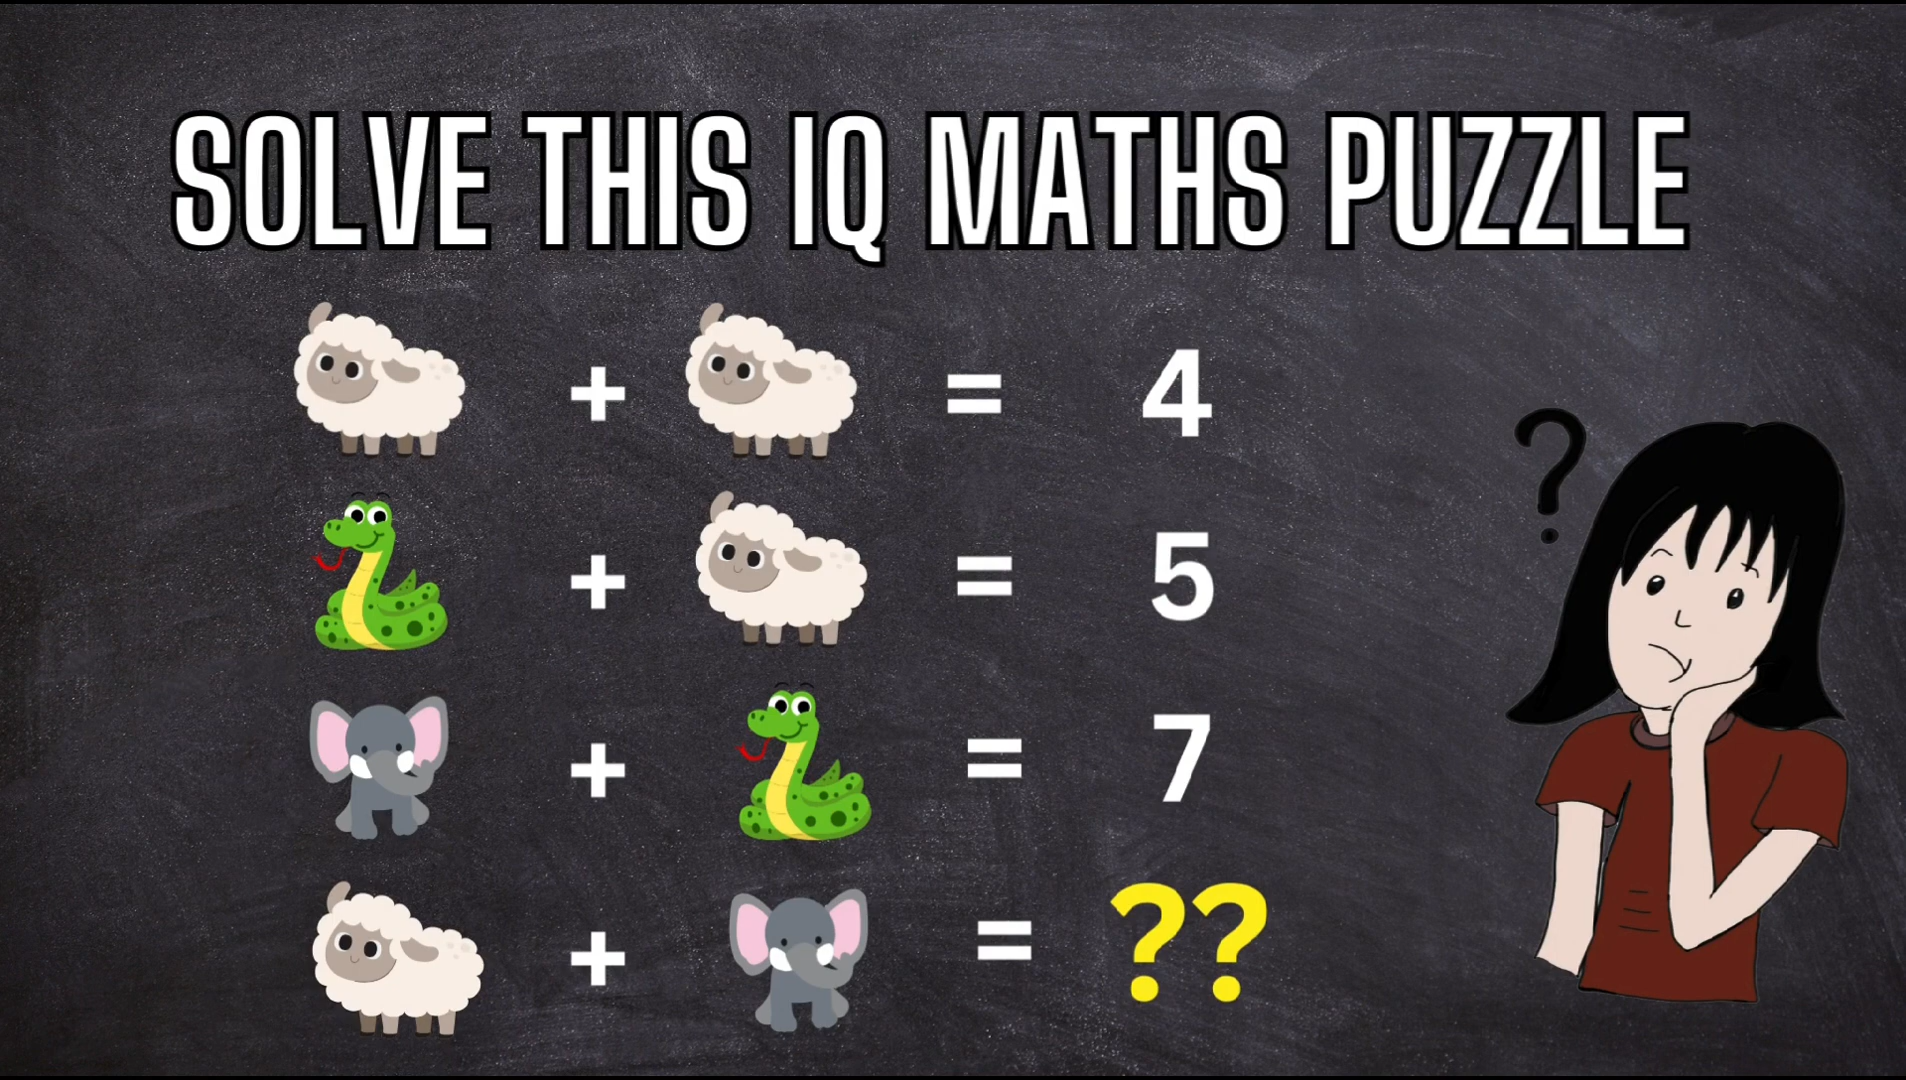 SOLVE THIS IQ MATHS PUZZLE
+ = 4
+ = 5
+ = 7
+ = ??
?